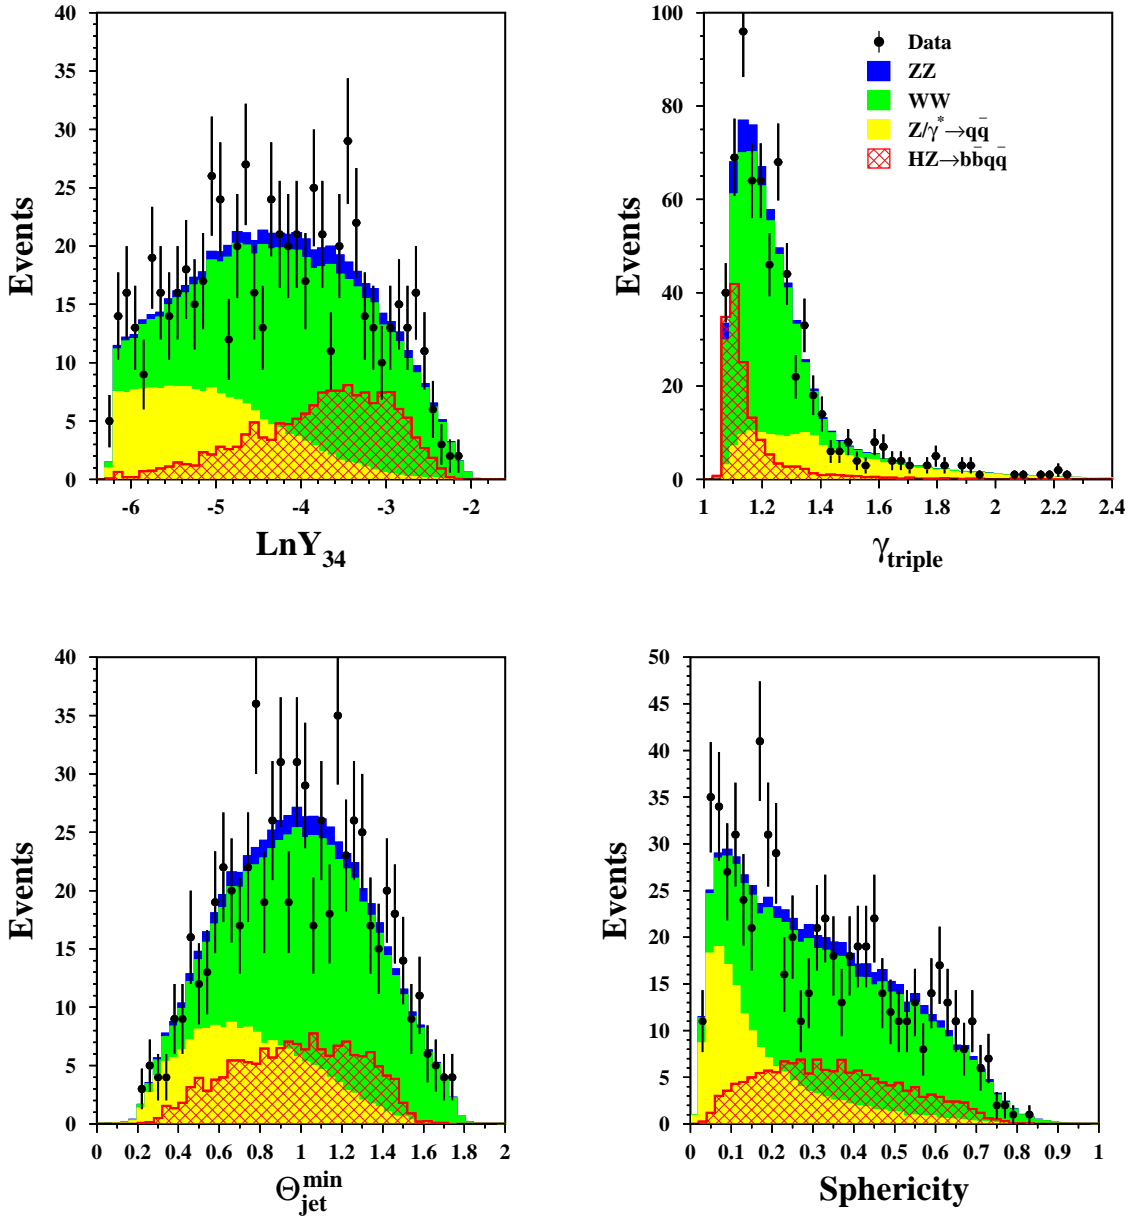 Events
40
35
30
25
20
15
10
5
0
-6 -5 -4 -3 -2
LnY34
Events
100
80
60
40
20
0
1 1.2 1.4 1.6 1.8 2 2.2 2.4
γtriple
Data
ZZ
WW
Z/γ*→qq̄
HZ→bb̄qq̄
Events
40
35
30
25
20
15
10
5
0
0 0.2 0.4 0.6 0.8 1 1.2 1.4 1.6 1.8 2
Θjet min
Events
50
45
40
35
30
25
20
15
10
5
0
0 0.1 0.2 0.3 0.4 0.5 0.6 0.7 0.8 0.9 1
Sphericity